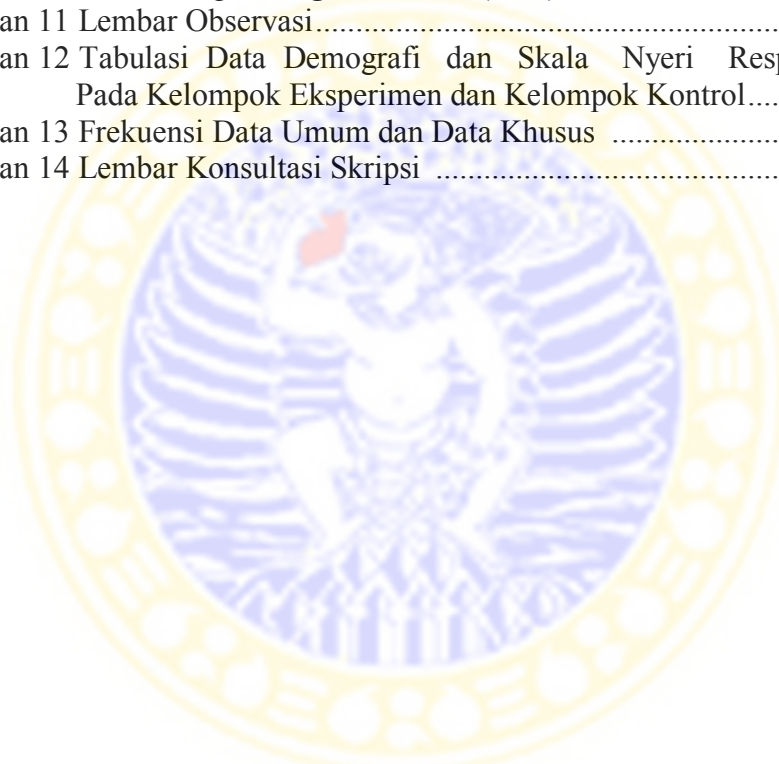 an 11 Lembar Observasi
an 12 Tabulasi Data Demografi dan Skala Nyeri Resp
Pada Kelompok Eksperimen dan Kelompok Kontrol
an 13 Frekuensi Data Umum dan Data Khusus
an 14 Lembar Konsultasi Skripsi